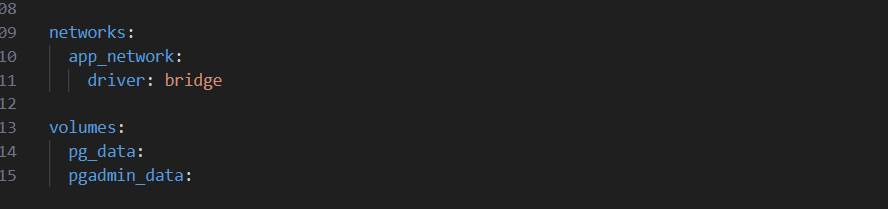 08
09 networks:
10 app_network:
11 driver: bridge
12
13 volumes:
14 pg_data:
15 pgadmin_data: